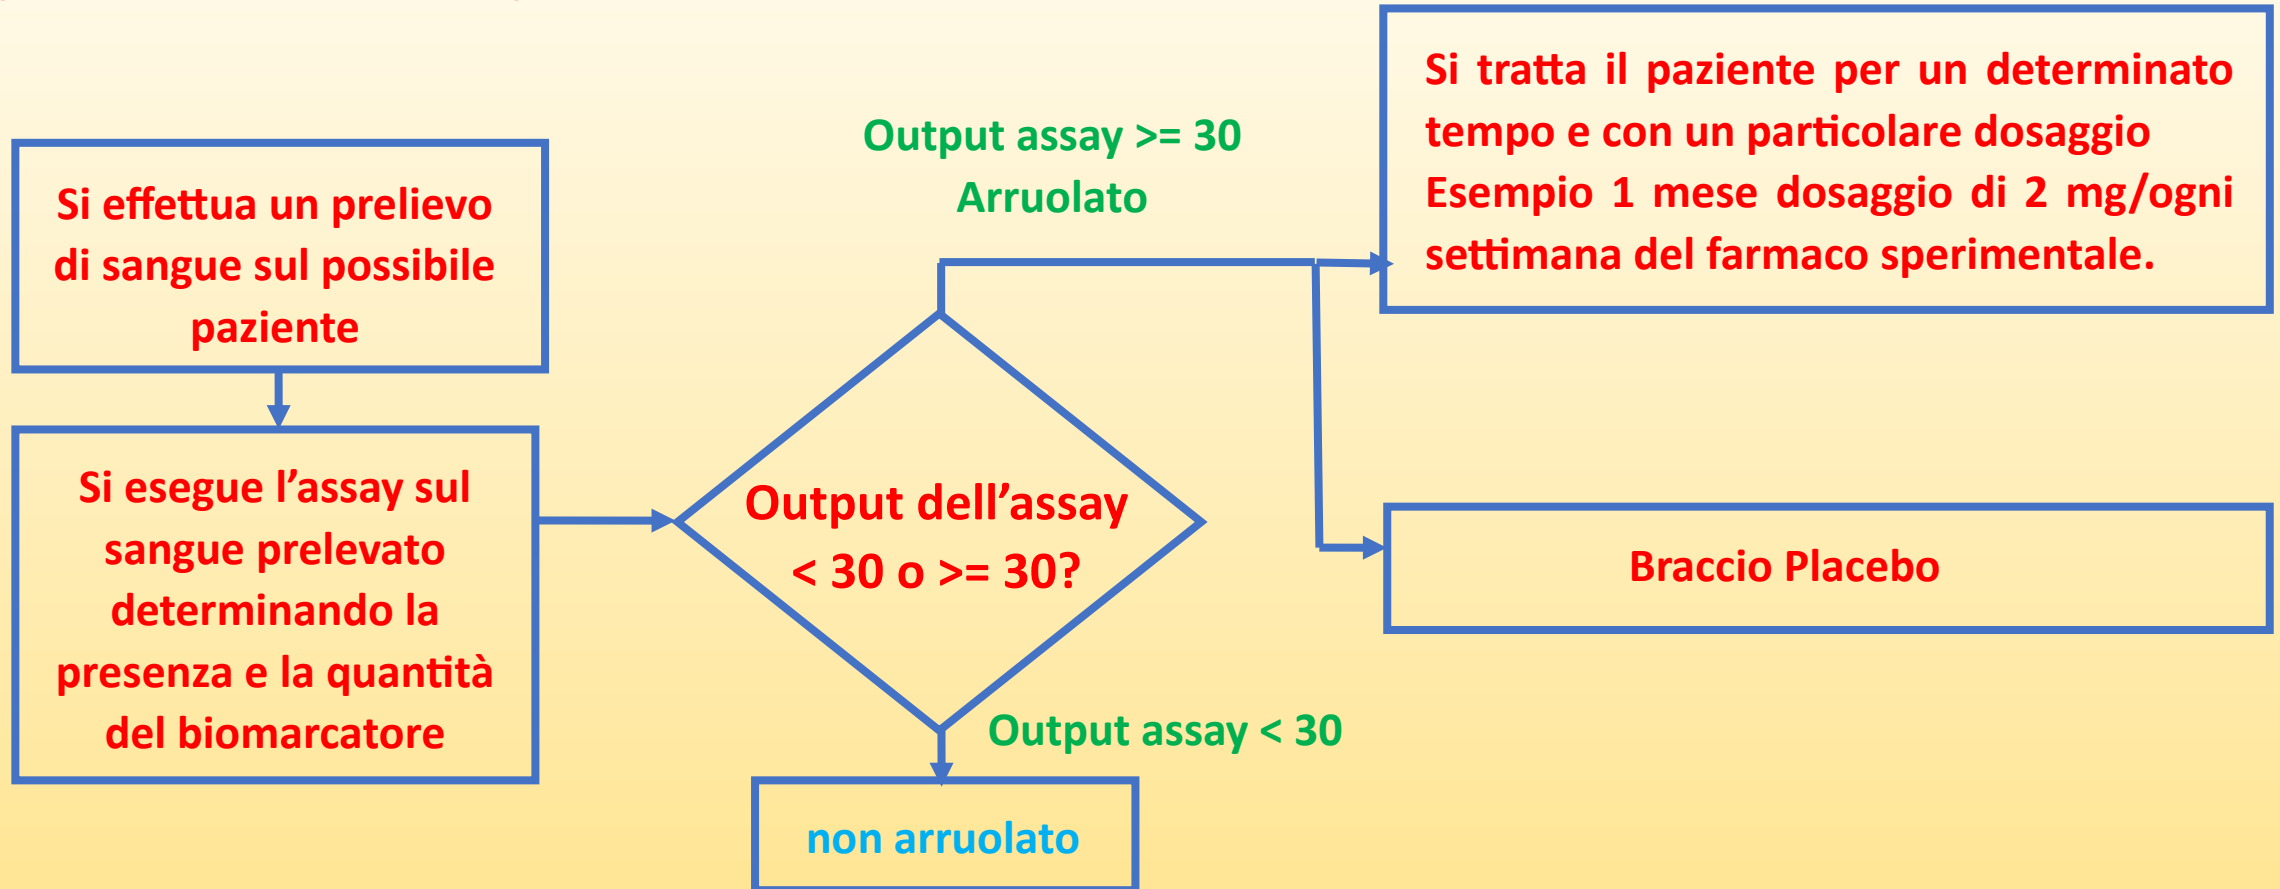 Si effettua un prelievo
di sangue sul possibile
paziente
Si esegue l’assay sul
sangue prelevato
determinando la
presenza e la quantità
del biomarcatore
Output dell’assay
< 30 o >= 30?
Output assay >= 30
Arruolato
Si tratta il paziente per un determinato
tempo e con un particolare dosaggio
Esempio 1 mese dosaggio di 2 mg/ogni
settimana del farmaco sperimentale.
Braccio Placebo
Output assay < 30
non arruolato